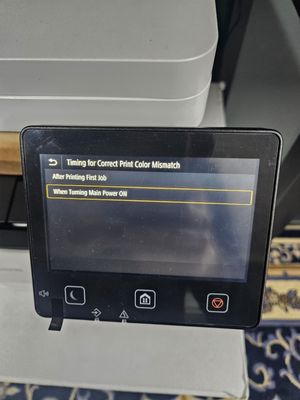 Timing for Correct Print Color Mismatch
After Printing First Job
When Turning Main Power ON